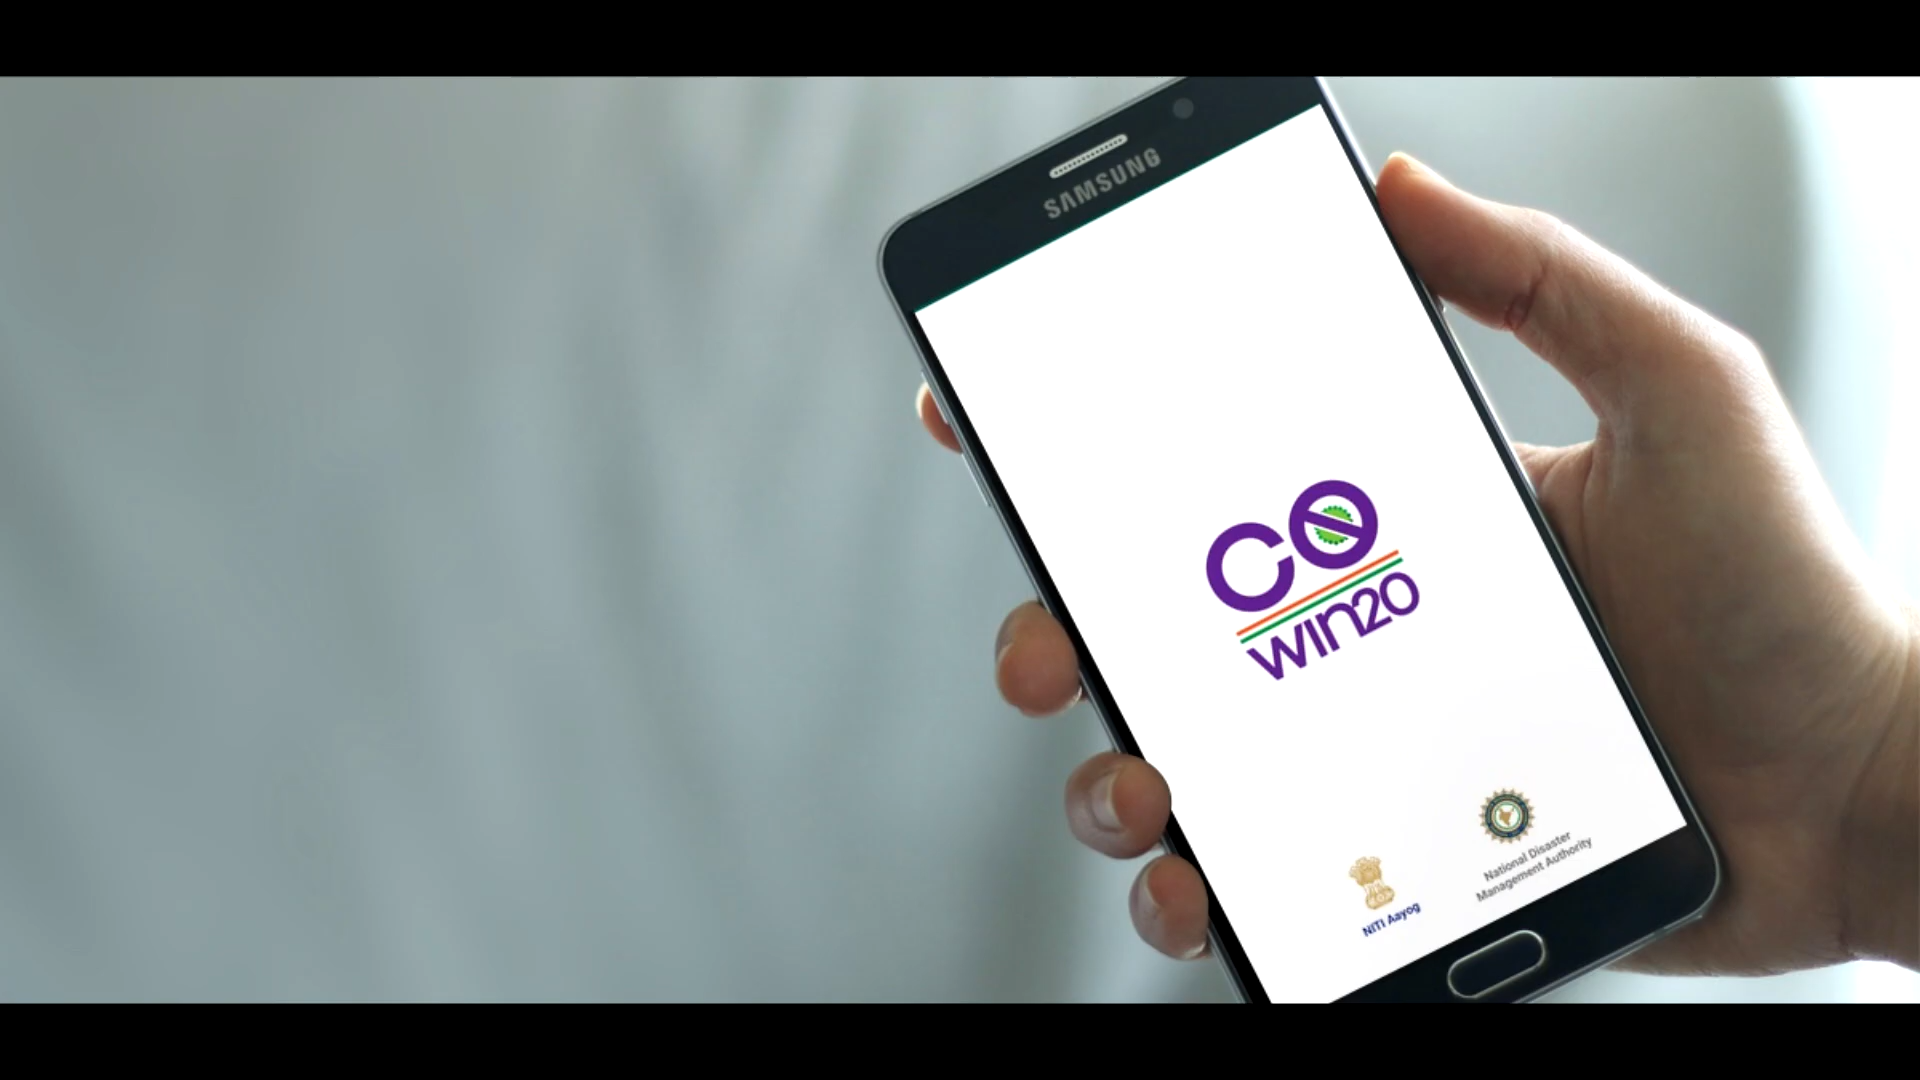 SAMSUNG
CO
WIN20
NITI Aayog
National Disaster
Management Authority